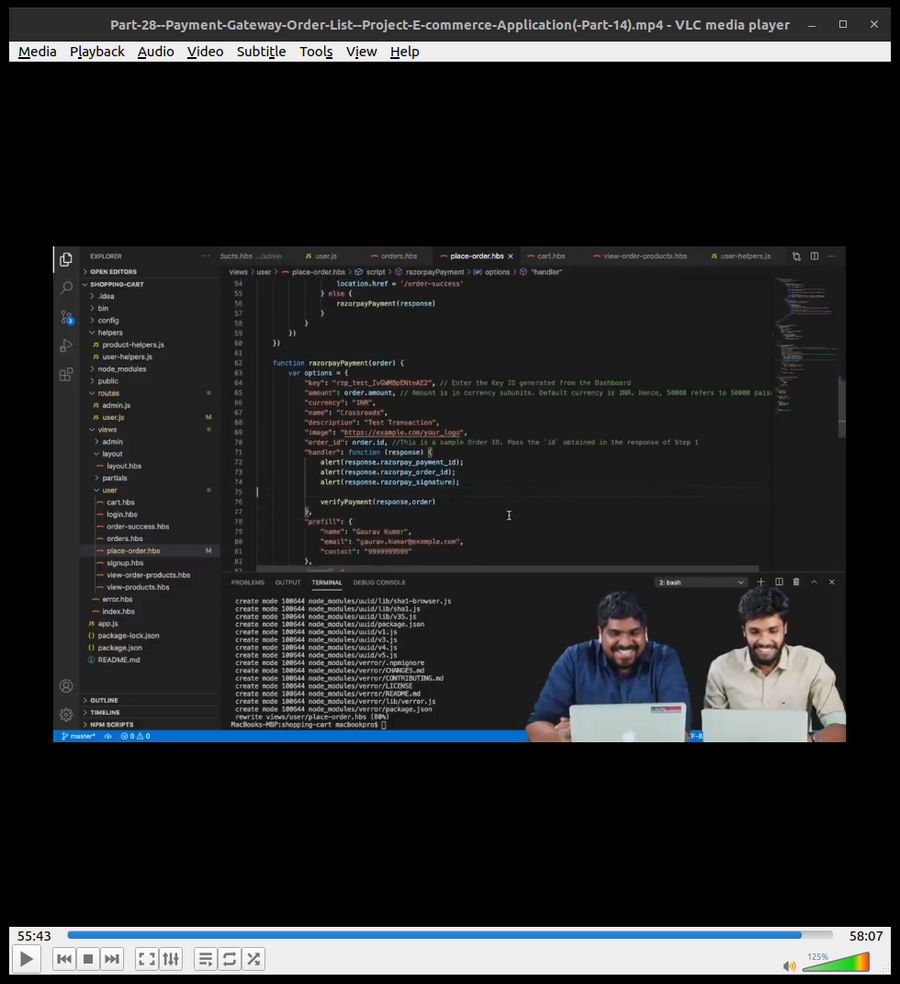 Part-28--Payment-Gateway-Order-List--Project-E-commerce-Application(-Part-14).mp4 - VLC media player
Media Playback Audio Video Subtitle Tools View Help
EXPLORER
OPEN EDITORS
SHOPPING-CART
.idea
bin
config
helpers
product-helpers.js
user-helpers.js
node_modules
public
routes
admin.js
user.js M
views
admin
layout
layout.hbs
partials
user
cart.hbs
login.hbs
order-success.hbs
orders.hbs
place-order.hbs M
signup.hbs
view-order-products.hbs
view-products.hbs
error.hbs
index.hbs
app.js
package-lock.json
package.json
README.md
OUTLINE
TIMELINE
NPM SCRIPTS
ducts.hbs .../admin user.js orders.hbs place-order.hbs cart.hbs view-order-products.hbs user-helpers.js
views > user > place-order.hbs > script > razorpayPayment > options > "handler"
54 location.href = '/order-success'
55 } else {
56 razorpayPayment(response)
57 }
58 }
59 })
60 })
61
62 function razorpayPayment(order) {
63 var options = {
64 "key": "rzp_test_IvGWMBpENteAE2", // Enter the Key ID generated from the Dashboard
65 "amount": order.amount, // Amount is in currency subunits. Default currency is INR. Hence, 50000 refers to 50000 pais
66 "currency": "INR",
67 "name": "Crossroads",
68 "description": "Test Transaction",
69 "image": "https://example.com/your_logo",
70 "order_id": order.id, //This is a sample Order ID. Pass the `id` obtained in the response of Step 1
71 "handler": function (response) {
72 alert(response.razorpay_payment_id);
73 alert(response.razorpay_order_id);
74 alert(response.razorpay_signature);
75
76 verifyPayment(response,order)
77 },
78 "prefill": {
79 "name": "Gaurav Kumar",
80 "email": "gaurav.kumar@example.com",
81 "contact": "9999999999"
82 },
PROBLEMS OUTPUT TERMINAL DEBUG CONSOLE 2: bash
create mode 100644 node_modules/uuid/lib/sha1-browser.js
create mode 100644 node_modules/uuid/lib/sha1.js
create mode 100644 node_modules/uuid/lib/v35.js
create mode 100644 node_modules/uuid/package.json
create mode 100644 node_modules/uuid/v1.js
create mode 100644 node_modules/uuid/v3.js
create mode 100644 node_modules/uuid/v4.js
create mode 100644 node_modules/uuid/v5.js
create mode 100644 node_modules/verror/.npmignore
create mode 100644 node_modules/verror/CHANGES.md
create mode 100644 node_modules/verror/CONTRIBUTING.md
create mode 100644 node_modules/verror/LICENSE
create mode 100644 node_modules/verror/README.md
create mode 100644 node_modules/verror/lib/verror.js
create mode 100644 node_modules/verror/package.json
rewrite views/user/place-order.hbs (80%)
MacBooks-MBP:shopping-cart macbookpro$
master* 0 0
55:43 58:07
125%